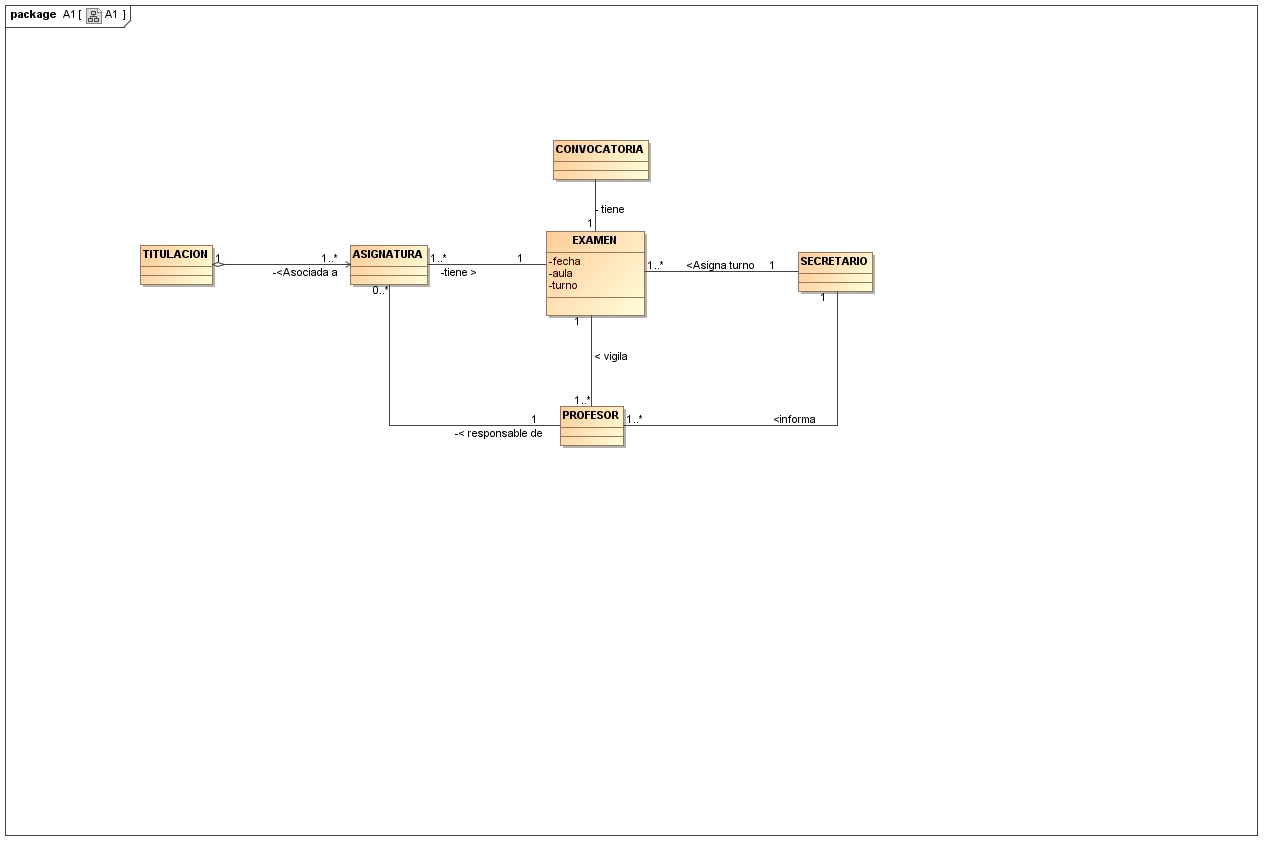 package A1 [ A1 ]
CONVOCATORIA
- tiene
1
EXAMEN
-fecha
-aula
-turno
TITULACION
1
1..*
-<Asociada a
ASIGNATURA
1..*
-tiene >
1
1..*
<Asigna turno
1
SECRETARIO
0..*
1
1
< vigila
1..*
PROFESOR
1
-< responsable de
1..*
<informa